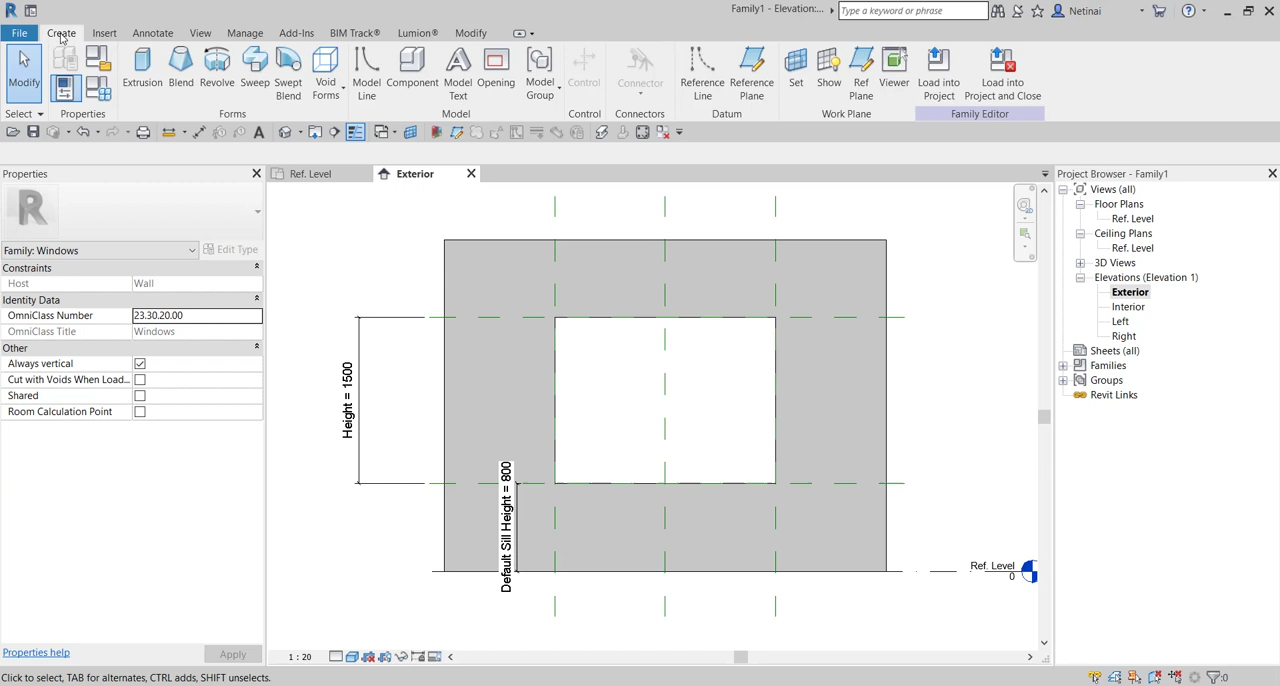 Family1 - Elevation:...
Type a keyword or phrase
Netinai
File Create Insert Annotate View Manage Add-Ins BIM Track® Lumion® Modify
Modify
Extrusion Blend Revolve Sweep Swept Blend Void Forms
Model Line Component Model Text Opening Model Group
Control Connector
Reference Line Reference Plane
Set Show Ref Plane Viewer
Load into Project Load into Project and Close
Select Properties Forms Model Control Connectors Datum Work Plane Family Editor
Properties
Ref. Level
Exterior
Project Browser - Family1
R
Family: Windows
Edit Type
Constraints
Host Wall
Identity Data
OmniClass Number 23.30.20.00
OmniClass Title Windows
Other
Always vertical
Cut with Voids When Load...
Shared
Room Calculation Point
Properties help
Apply
Height = 1500
Default Sill Height = 800
Ref. Level
0
1 : 20
Views (all)
Floor Plans
Ref. Level
Ceiling Plans
Ref. Level
3D Views
Elevations (Elevation 1)
Exterior
Interior
Left
Right
Sheets (all)
Families
Groups
Revit Links
Click to select, TAB for alternates, CTRL adds, SHIFT unselects.
:0